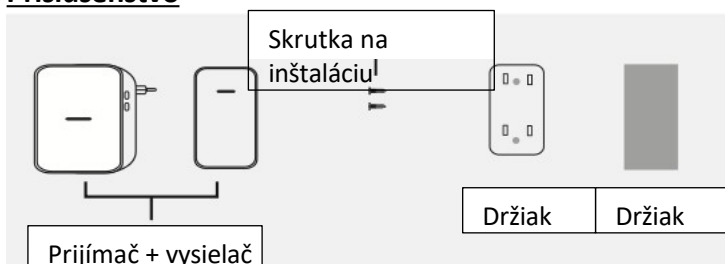 Príslušenstvo
Skrutka na
inštaláciu
Držiak
Držiak
Prijímač + vysielač